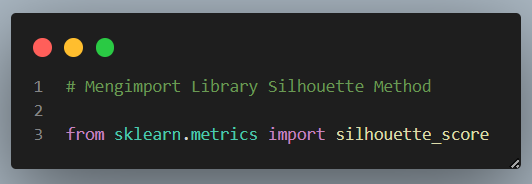 1 # Mengimport Library Silhouette Method
2
3 from sklearn.metrics import silhouette_score